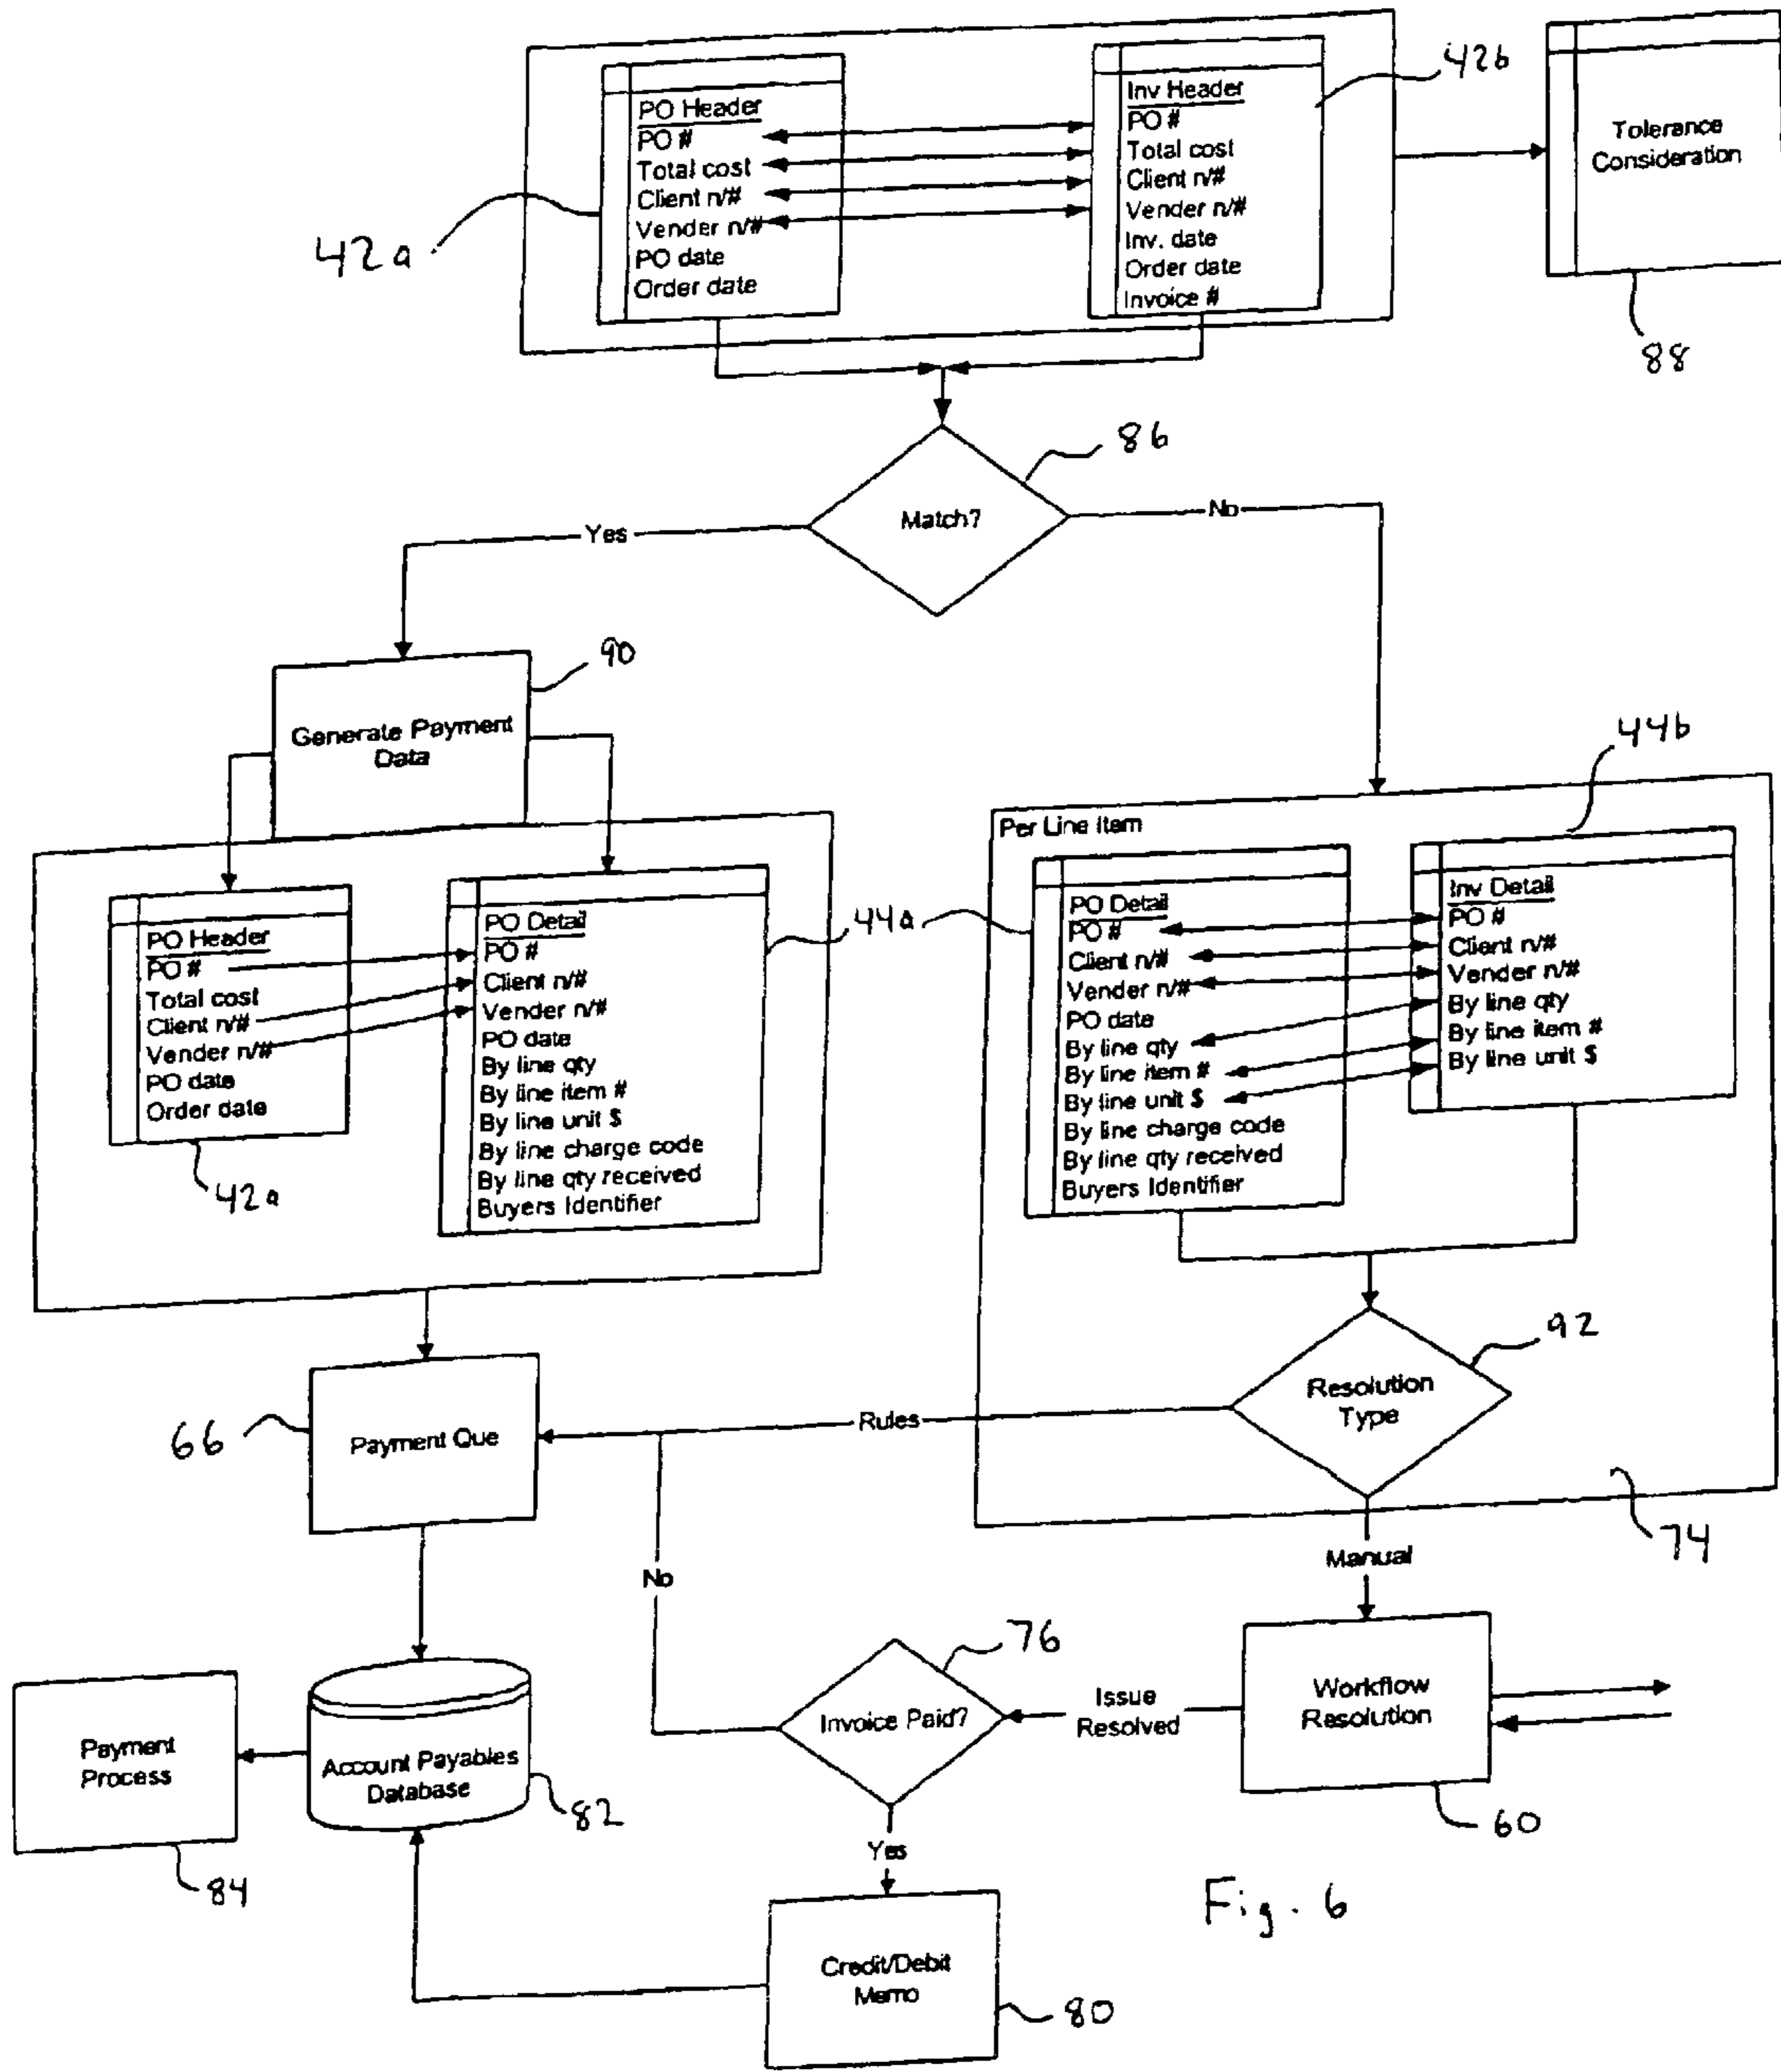 PO Header
PO #
Total cost
Client n/#
Vender n/#
PO date
Order date
42a
Inv Header
PO #
Total cost
Client n/#
Vender n/#
Inv. date
Order date
Invoice #
42b
Tolerance
Consideration
88
Match?
86
Yes
No
Generate Payment
Data
90
PO Header
PO #
Total cost
Client n/#
Vender n/#
PO date
Order date
42a
PO Detail
PO #
Client n/#
Vender n/#
PO date
By line qty
By line item #
By line unit $
By line charge code
By line qty received
Buyers Identifier
44a
Per Line Item
PO Detail
PO #
Client n/#
Vender n/#
PO date
By line qty
By line item #
By line unit $
By line charge code
By line qty received
Buyers Identifier
44b
Inv Detail
PO #
Client n/#
Vender n/#
By line qty
By line item #
By line unit $
Resolution
Type
92
74
Rules
Manual
Payment Que
66
No
Invoice Paid?
76
Issue
Resolved
Workflow
Resolution
60
Payment
Process
84
Account Payables
Database
82
Yes
Credit/Debit
Memo
80
Fig. 6